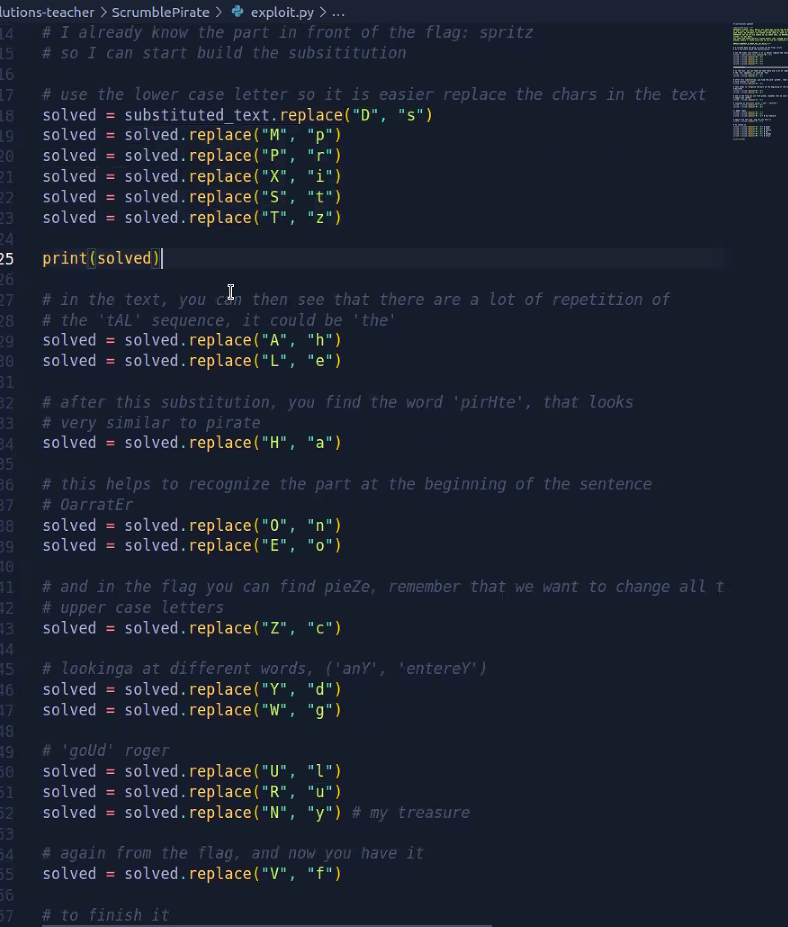 lutions-teacher > ScrumblePirate > exploit.py > ...
14 # I already know the part in front of the flag: spritz
15 # so I can start build the subsititution
16
17 # use the lower case letter so it is easier replace the chars in the text
18 solved = substituted_text.replace("D", "s")
19 solved = solved.replace("M", "p")
20 solved = solved.replace("P", "r")
21 solved = solved.replace("X", "i")
22 solved = solved.replace("S", "t")
23 solved = solved.replace("T", "z")
24
25 print(solved)
26
27 # in the text, you can then see that there are a lot of repetition of
28 # the 'tAL' sequence, it could be 'the'
29 solved = solved.replace("A", "h")
30 solved = solved.replace("L", "e")
31
32 # after this substitution, you find the word 'pirHte', that looks
33 # very similar to pirate
34 solved = solved.replace("H", "a")
35
36 # this helps to recognize the part at the beginning of the sentence
37 # OarratEr
38 solved = solved.replace("O", "n")
39 solved = solved.replace("E", "o")
40
41 # and in the flag you can find pieZe, remember that we want to change all t
42 # upper case letters
43 solved = solved.replace("Z", "c")
44
45 # lookinga at different words, ('anY', 'entereY')
46 solved = solved.replace("Y", "d")
47 solved = solved.replace("W", "g")
48
49 # 'goUd' roger
50 solved = solved.replace("U", "l")
51 solved = solved.replace("R", "u")
52 solved = solved.replace("N", "y") # my treasure
53
54 # again from the flag, and now you have it
55 solved = solved.replace("V", "f")
56
57 # to finish it